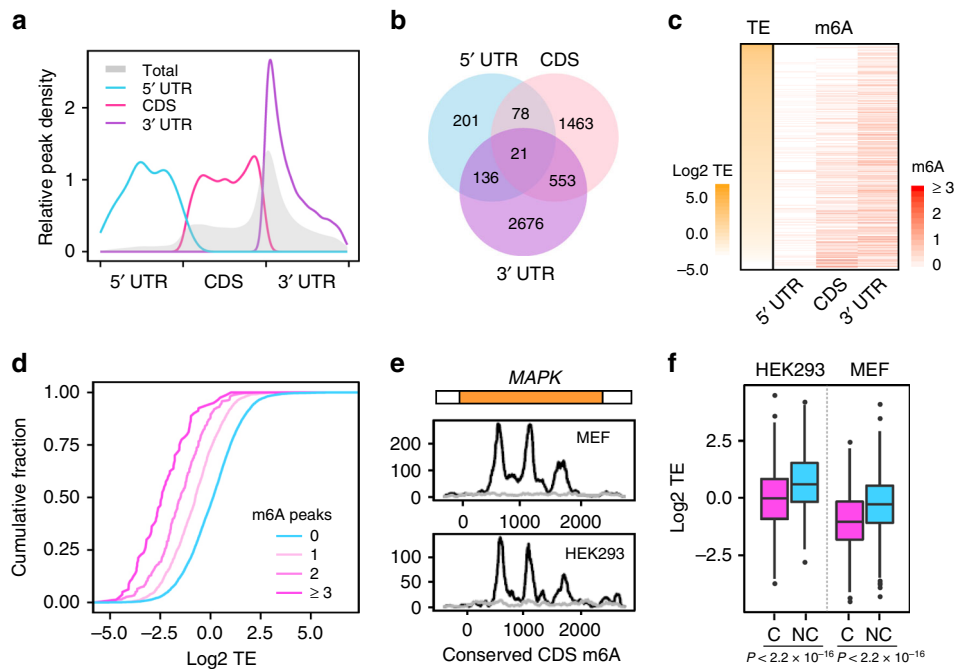 a
Relative peak density
2
1
0
Total
5′ UTR
CDS
3′ UTR
5′ UTR CDS 3′ UTR
b
5′ UTR CDS
201 78 1463
21
136 553
2676
3′ UTR
c
TE m6A
Log2 TE
5.0
0.0
−5.0
m6A
≥ 3
2
1
0
5′ UTR CDS 3′ UTR
d
Cumulative fraction
1.00
0.75
0.50
0.25
0.00
m6A peaks
0
1
2
≥ 3
−5.0 −2.5 0.0 2.5 5.0
Log2 TE
e
MAPK
200
100
0
MEF
0 1000 2000
100
50
0
HEK293
0 1000 2000
Conserved CDS m6A
f
HEK293 MEF
Log2 TE
2.5
0.0
−2.5
C NC C NC
P < 2.2 × 10⁻¹⁶ P < 2.2 × 10⁻¹⁶